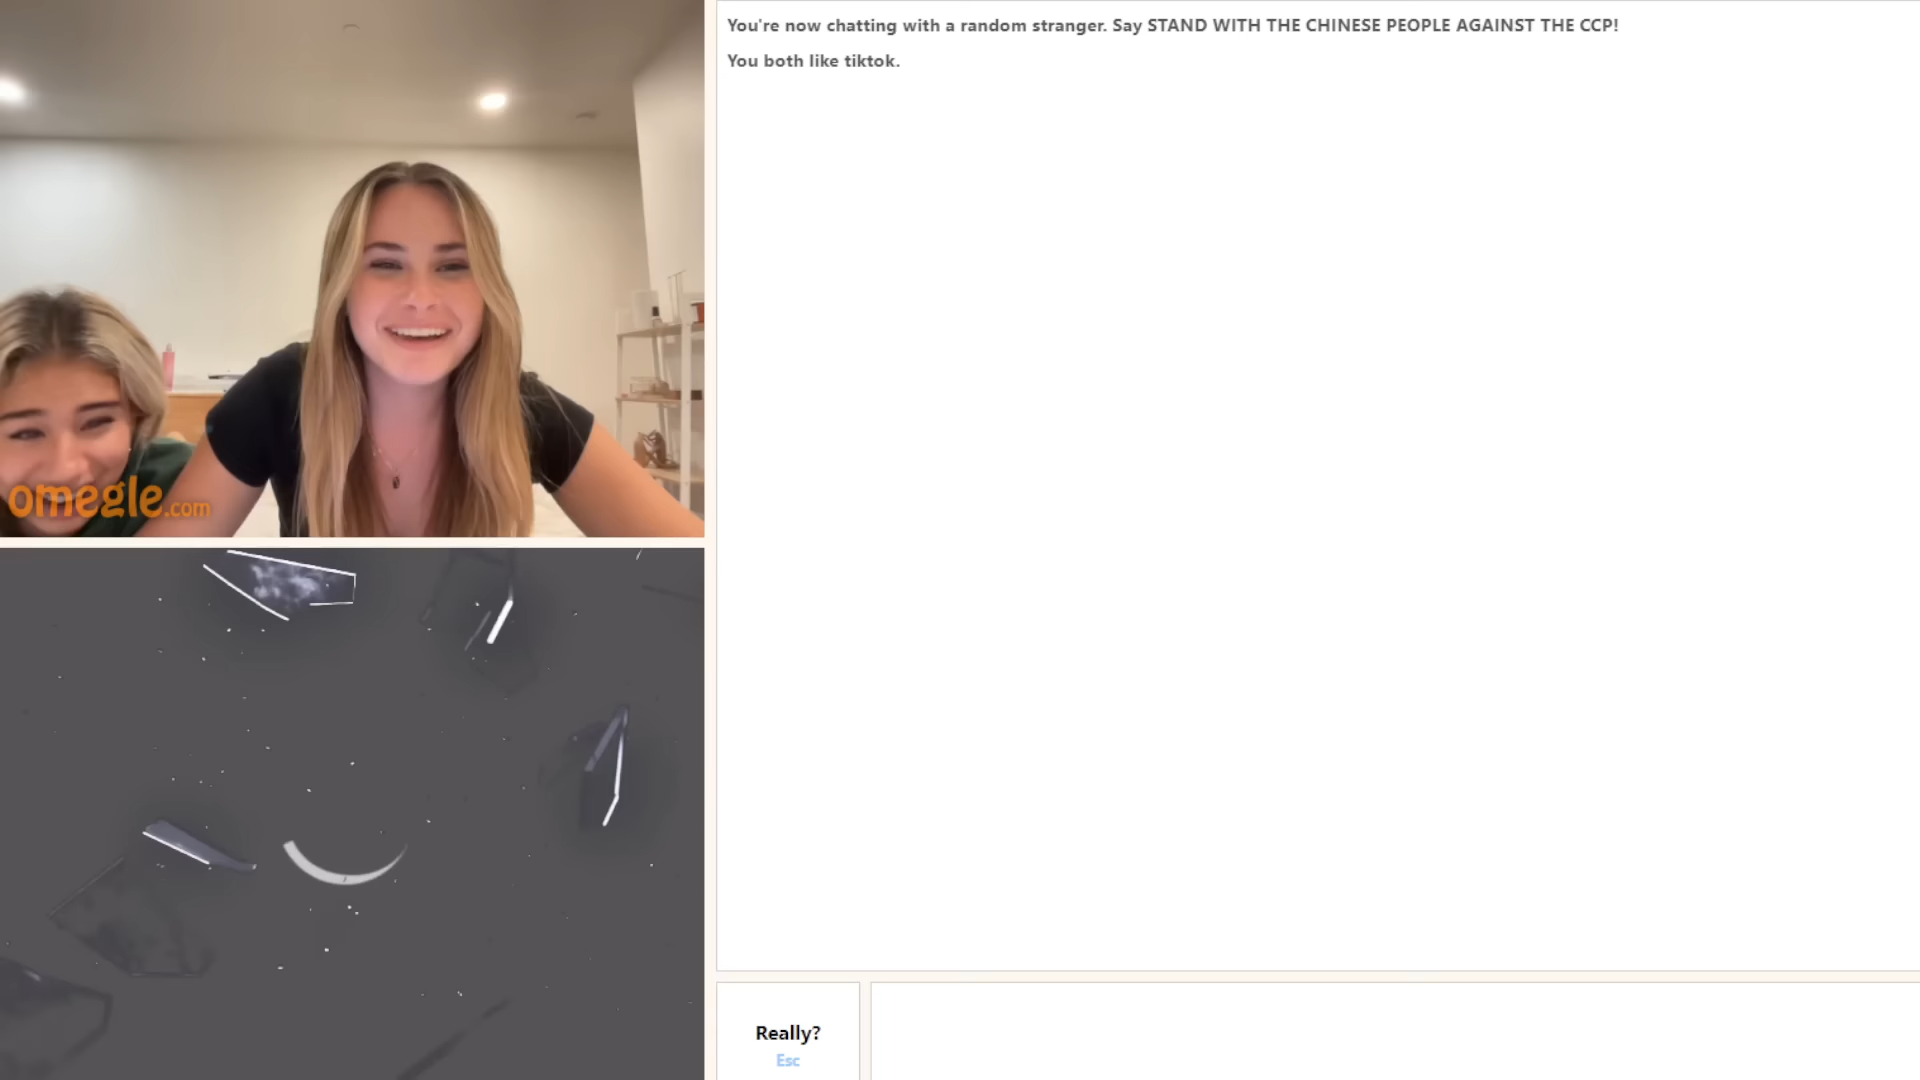 You're now chatting with a random stranger. Say STAND WITH THE CHINESE PEOPLE AGAINST THE CCP!
You both like tiktok.
omegle.com
Really?
Esc